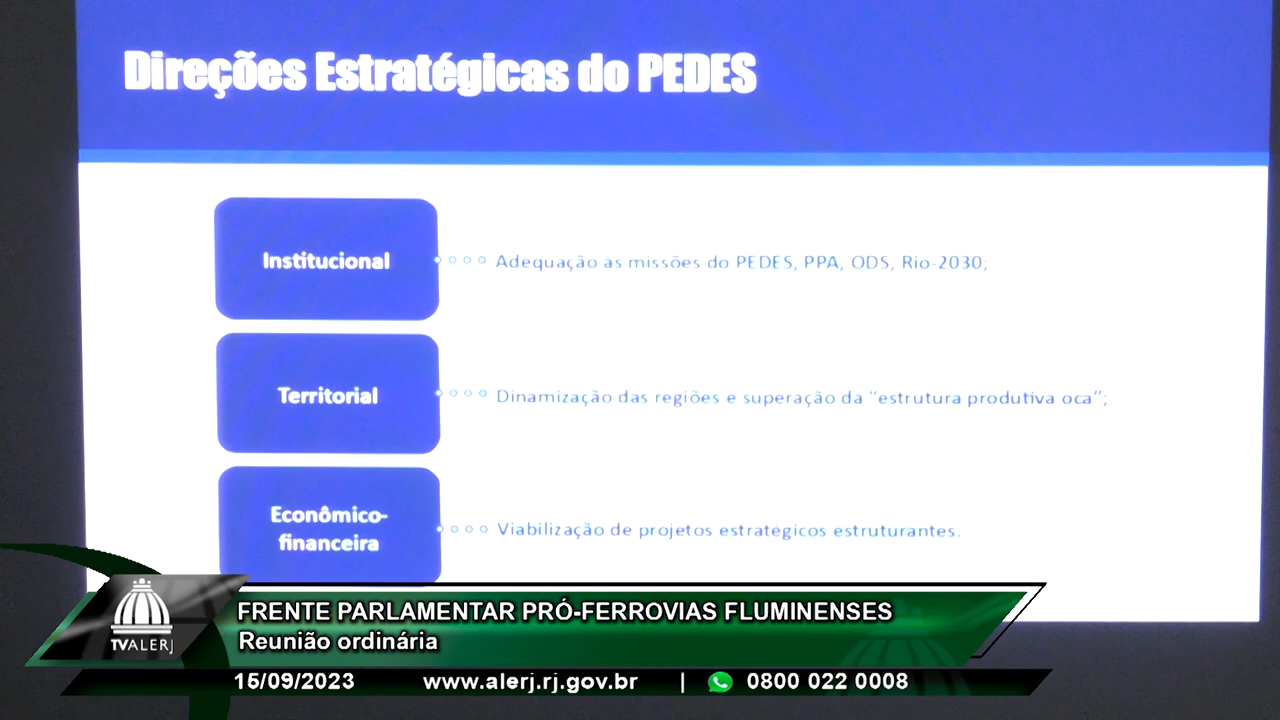 Direções Estratégicas do PEDES
Institucional
Adequação as missões do PEDES, PPA, ODS, Rio-2030;
Territorial
Dinamização das regiões e superação da “estrutura produtiva oca”;
Econômico-
financeira
Viabilização de projetos estratégicos estruturantes.
FRENTE PARLAMENTAR PRÓ-FERROVIAS FLUMINENSES
Reunião ordinária
TVALERJ
15/09/2023 www.alerj.rj.gov.br | 0800 022 0008